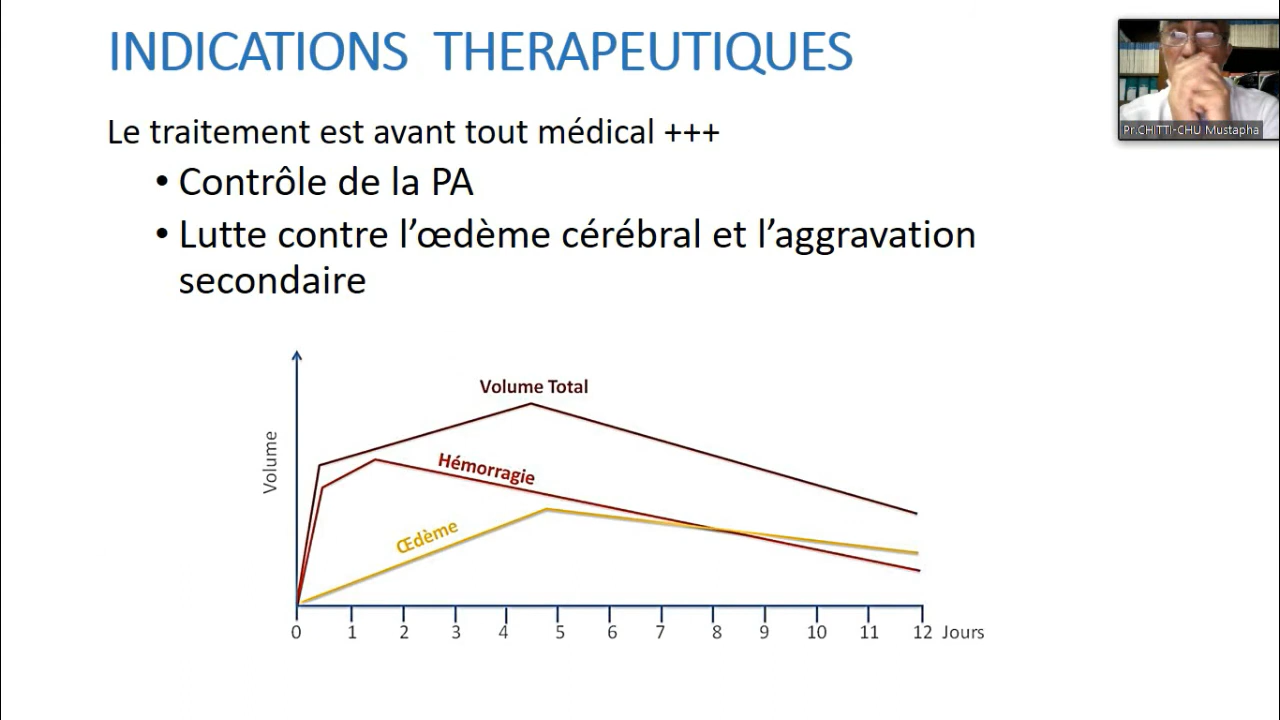 INDICATIONS THERAPEUTIQUES
Pr.CHITTI-CHU Mustapha
Le traitement est avant tout médical +++
• Contrôle de la PA
• Lutte contre l’œdème cérébral et l’aggravation
secondaire
Volume Total
Volume
Hémorragie
Œdème
0 1 2 3 4 5 6 7 8 9 10 11 12 Jours